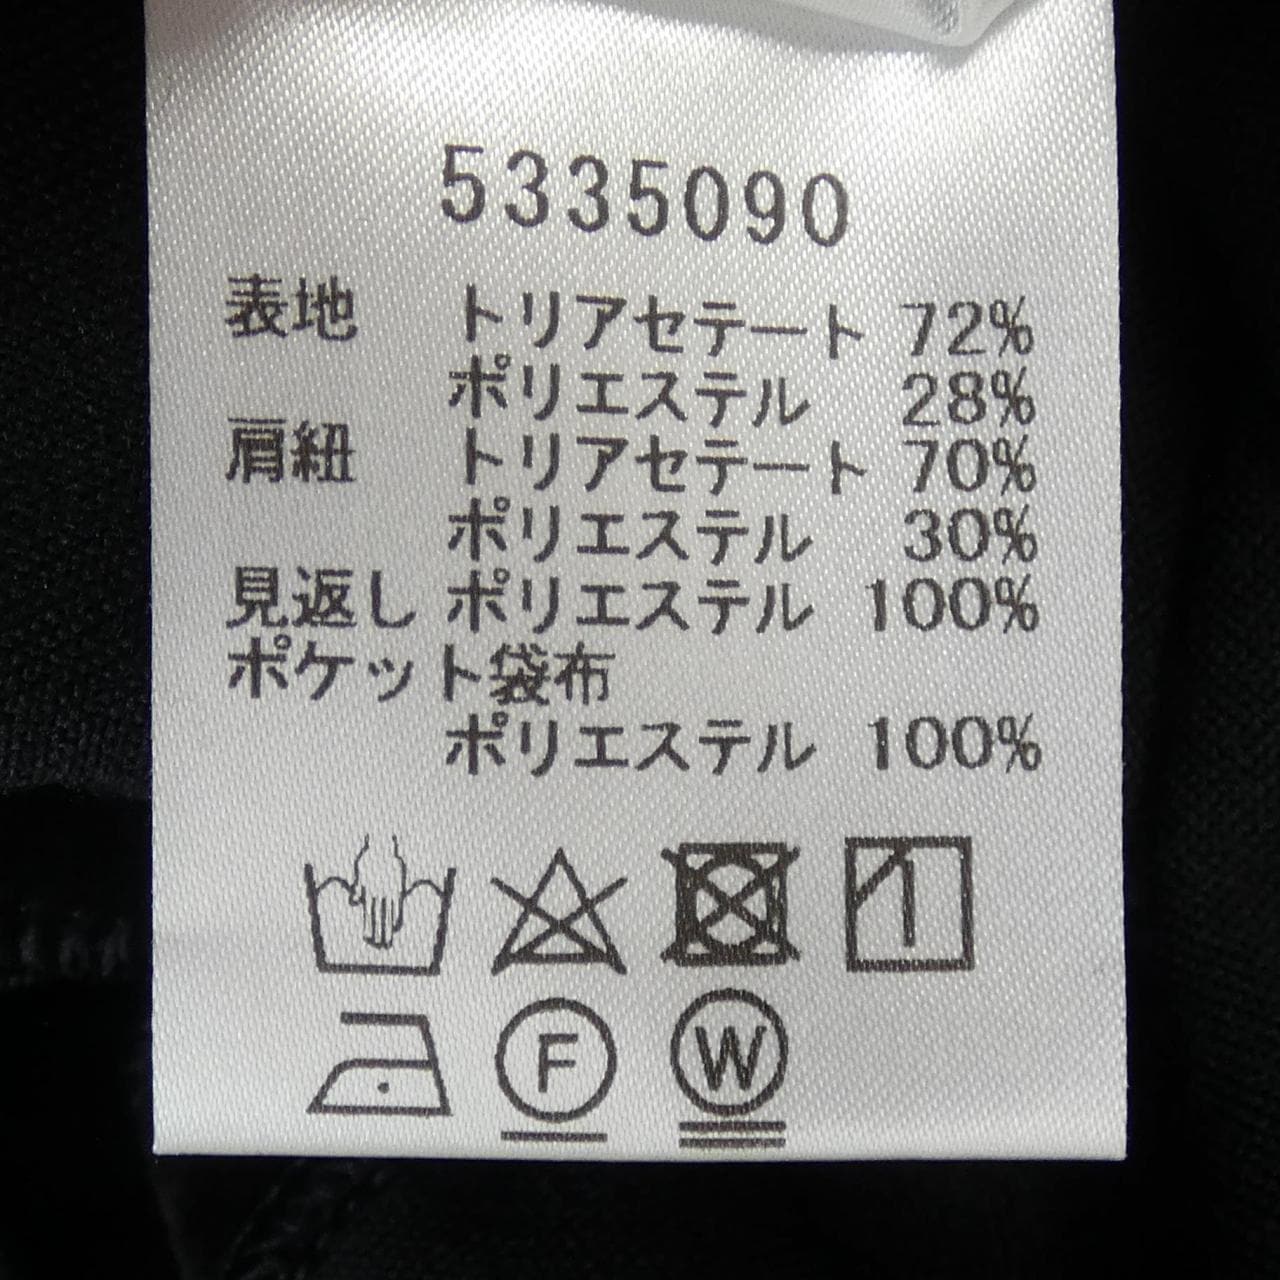 5335090
表地 トリアセテート 72%
ポリエステル 28%
肩紐 トリアセテート 70%
ポリエステル 30%
見返し ポリエステル 100%
ポケット袋布
ポリエステル 100%
F W